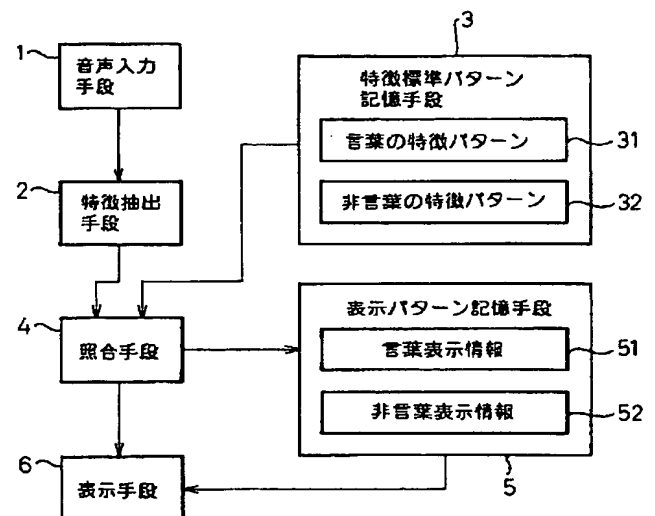 1
音声入力
手段
2
特徴抽出
手段
3
特徴標準パターン
記憶手段
言葉の特徴パターン
31
非言葉の特徴パターン
32
4
照合手段
表示パターン記憶手段
言葉表示情報
51
非言葉表示情報
52
5
6
表示手段